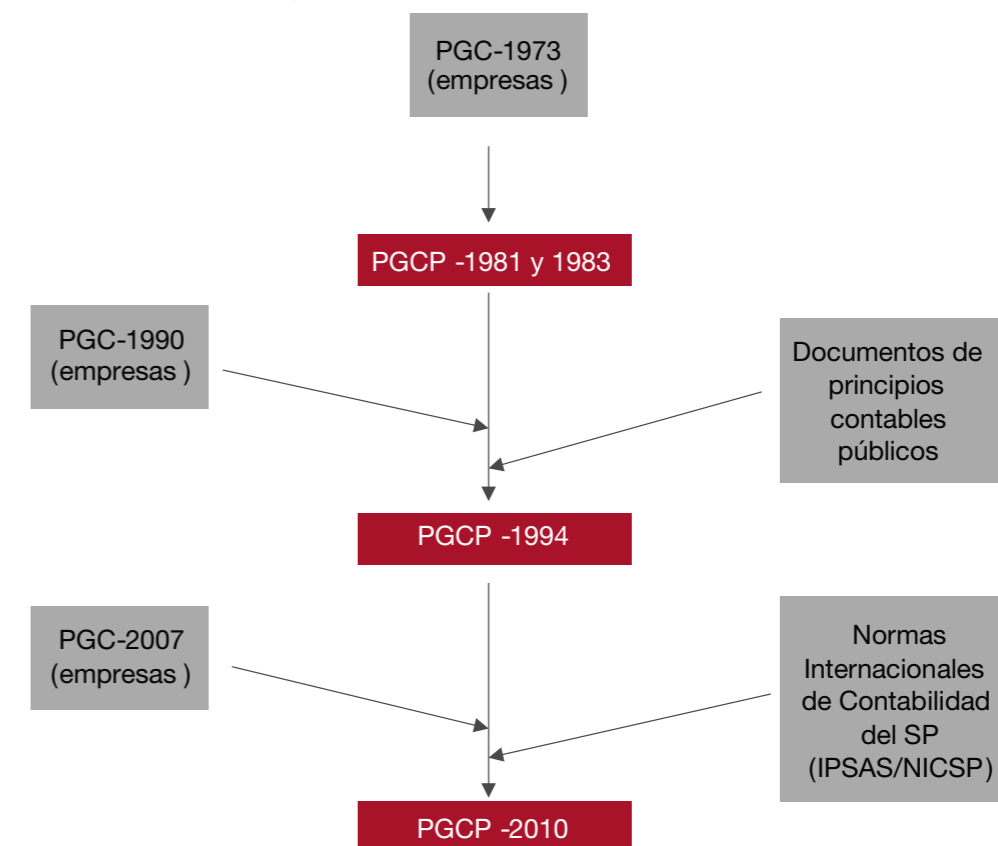 PGC-1973
(empresas )
PGCP -1981 y 1983
PGC-1990
(empresas )
Documentos de
principios
contables
públicos
PGCP -1994
PGC-2007
(empresas )
Normas
Internacionales
de Contabilidad
del SP
(IPSAS/NICSP)
PGCP -2010